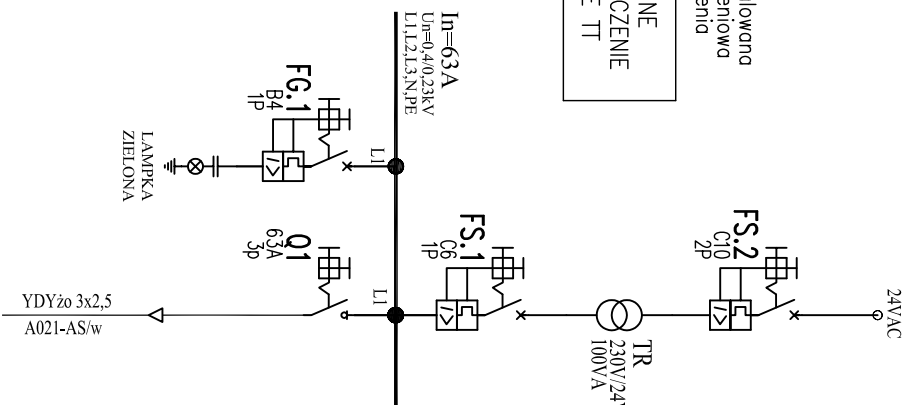 NE
CZENIE
E TT
lowana
eniowa
enia
In=63A
Un=0,4/0,23kV
L1,L2,L3,N,PE
FG.1
B4
1P
L1
LAMPKA
ZIELONA
Q1
63A
3p
L1
FS.1
C6
1P
FS.2
C10
2P
TR
230V/24V
100VA
24VAC
YDYżo 3x2,5
A021-AS/w